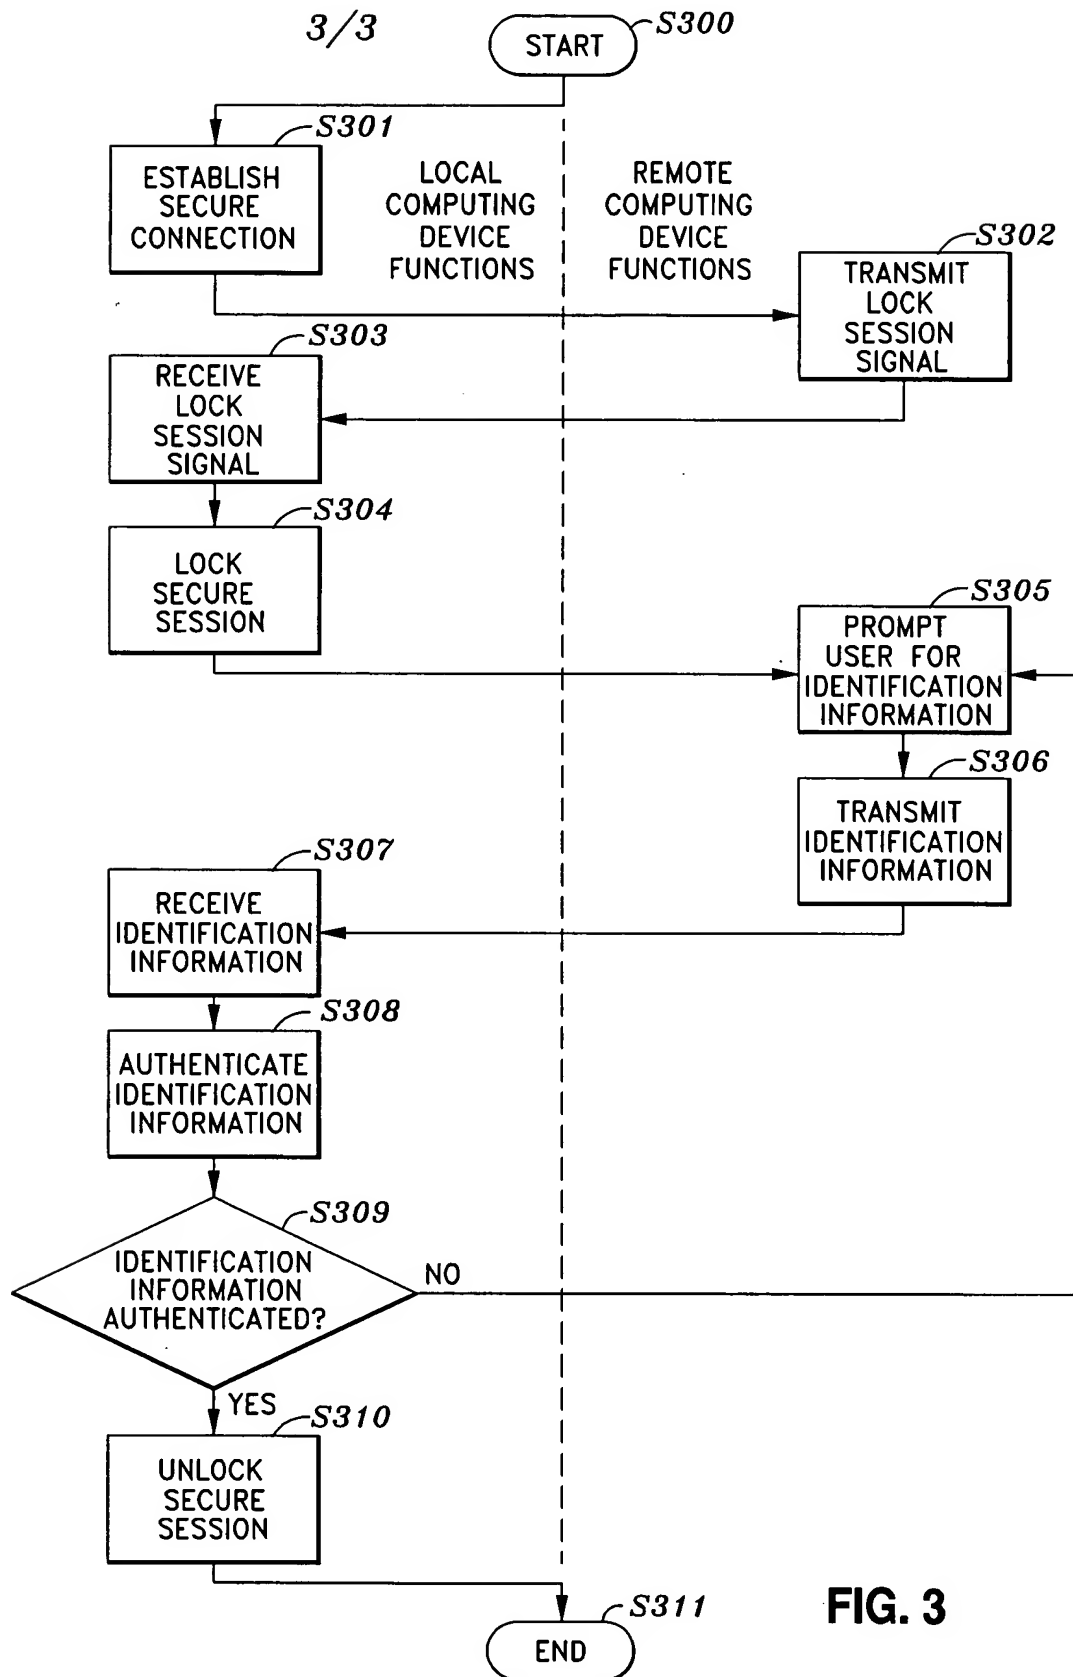 3/3
START
S300
S301
ESTABLISH
SECURE
CONNECTION
LOCAL
COMPUTING
DEVICE
FUNCTIONS
REMOTE
COMPUTING
DEVICE
FUNCTIONS
S302
TRANSMIT
LOCK
SESSION
SIGNAL
S303
RECEIVE
LOCK
SESSION
SIGNAL
S304
LOCK
SECURE
SESSION
S305
PROMPT
USER FOR
IDENTIFICATION
INFORMATION
S306
TRANSMIT
IDENTIFICATION
INFORMATION
S307
RECEIVE
IDENTIFICATION
INFORMATION
S308
AUTHENTICATE
IDENTIFICATION
INFORMATION
S309
IDENTIFICATION
INFORMATION
AUTHENTICATED?
NO
YES
S310
UNLOCK
SECURE
SESSION
S311
END
FIG. 3